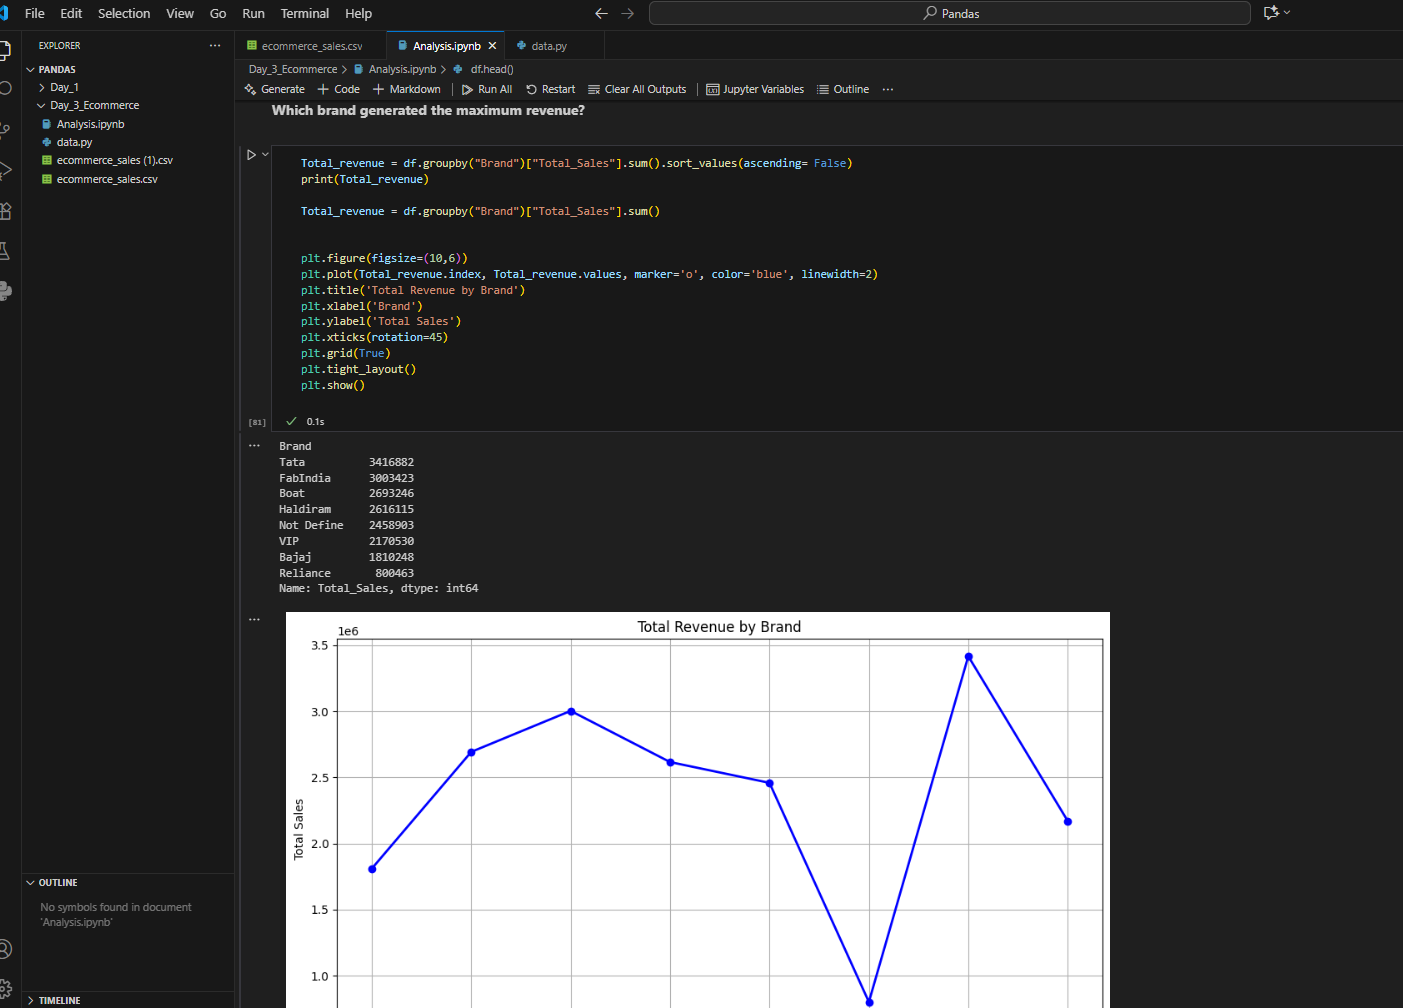 File Edit Selection View Go Run Terminal Help
Pandas
EXPLORER
ecommerce_sales.csv
Analysis.ipynb
data.py
PANDAS
Day_1
Day_3_Ecommerce
Analysis.ipynb
data.py
ecommerce_sales (1).csv
ecommerce_sales.csv
Day_3_Ecommerce > Analysis.ipynb > df.head()
Generate + Code + Markdown | Run All Restart Clear All Outputs | Jupyter Variables Outline ...
Which brand generated the maximum revenue?
Total_revenue = df.groupby("Brand")["Total_Sales"].sum().sort_values(ascending= False)
print(Total_revenue)
Total_revenue = df.groupby("Brand")["Total_Sales"].sum()
plt.figure(figsize=(10,6))
plt.plot(Total_revenue.index, Total_revenue.values, marker='o', color='blue', linewidth=2)
plt.title('Total Revenue by Brand')
plt.xlabel('Brand')
plt.ylabel('Total Sales')
plt.xticks(rotation=45)
plt.grid(True)
plt.tight_layout()
plt.show()
[81]
0.1s
Brand
Tata 3416882
FabIndia 3003423
Boat 2693246
Haldiram 2616115
Not Define 2458903
VIP 2170530
Bajaj 1810248
Reliance 800463
Name: Total_Sales, dtype: int64
Total Revenue by Brand
1e6
3.5
3.0
2.5
2.0
1.5
1.0
Total Sales
OUTLINE
No symbols found in document
'Analysis.ipynb'
TIMELINE